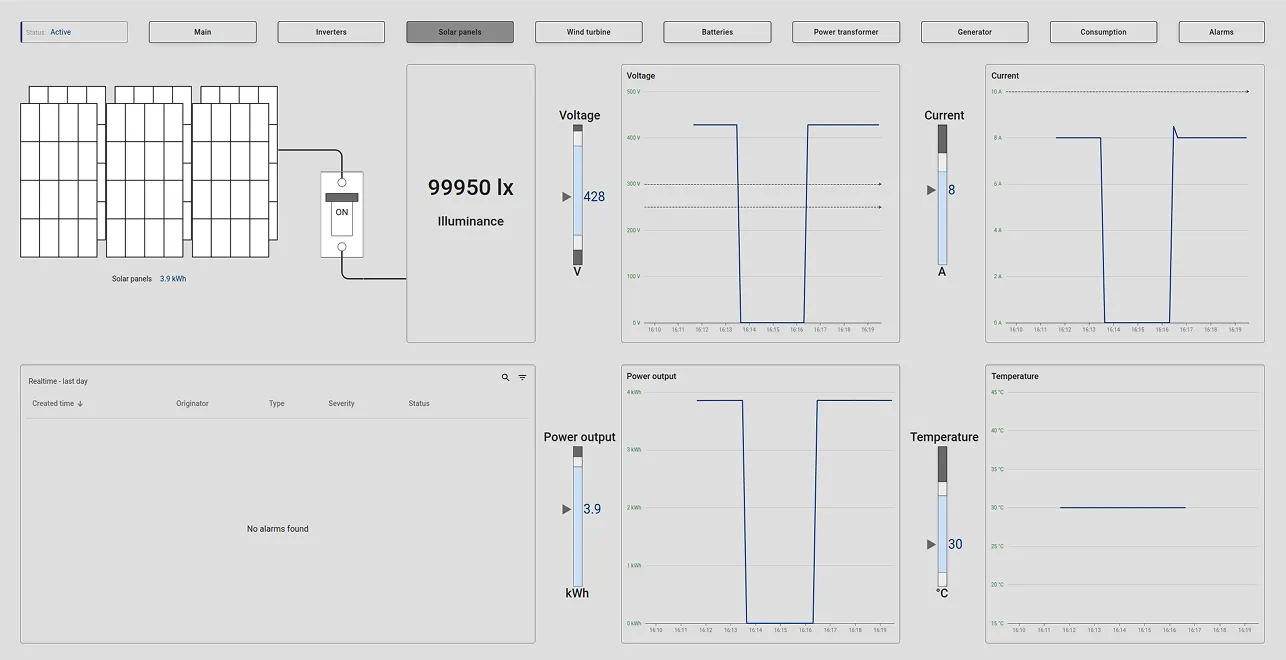 Status: Active
Main
Inverters
Solar panels
Wind turbine
Batteries
Power transformer
Generator
Consumption
Alarms
ON
Solar panels 3.9 kWh
99950 lx
Illuminance
Voltage
428
V
Voltage
500 V
400 V
300 V
200 V
100 V
0 V
16:10 16:11 16:12 16:13 16:14 16:15 16:16 16:17 16:18 16:19
Current
8
A
Current
10 A
8 A
6 A
4 A
2 A
0 A
16:10 16:11 16:12 16:13 16:14 16:15 16:16 16:17 16:18 16:19
Realtime - last day
Created time Originator Type Severity Status
No alarms found
Power output
3.9
kWh
Power output
4 kWh
3 kWh
2 kWh
1 kWh
0 kWh
16:10 16:11 16:12 16:13 16:14 16:15 16:16 16:17 16:18 16:19
Temperature
30
°C
Temperature
45 °C
40 °C
35 °C
30 °C
25 °C
20 °C
15 °C
16:10 16:11 16:12 16:13 16:14 16:15 16:16 16:17 16:18 16:19